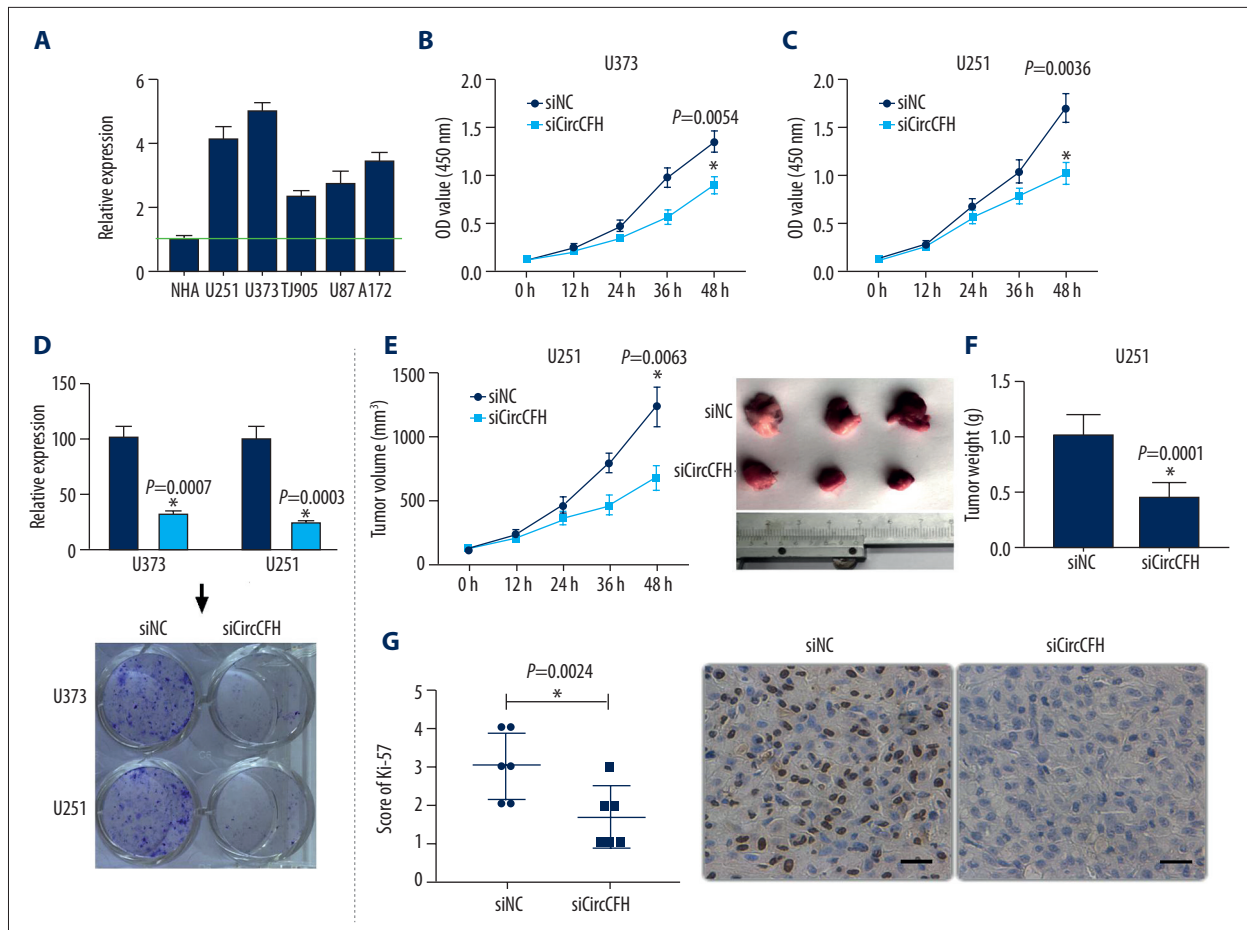 A
Relative expression
6
4
2
0
NHA U251 U373 TJ905 U87 A172
B
U373
OD value (450 nm)
2.0
1.5
1.0
0.5
0.0
siNC
siCircCFH
P=0.0054
*
0 h 12 h 24 h 36 h 48 h
C
U251
OD value (450 nm)
2.0
1.5
1.0
0.5
0.0
siNC
siCircCFH
P=0.0036
*
0 h 12 h 24 h 36 h 48 h
D
Relative expression
150
100
50
0
P=0.0007
*
P=0.0003
*
U373 U251
siNC siCircCFH
U373
U251
E
U251
Tumor volume (mm³)
1500
1000
500
0
siNC
siCircCFH
P=0.0063
*
0 h 12 h 24 h 36 h 48 h
siNC
siCircCFH
F
U251
Tumor weight (g)
1.5
1.0
0.5
0.0
P=0.0001
*
siNC siCircCFH
G
Score of Ki-57
5
4
3
2
1
0
P=0.0024
*
siNC siCircCFH
siNC siCircCFH